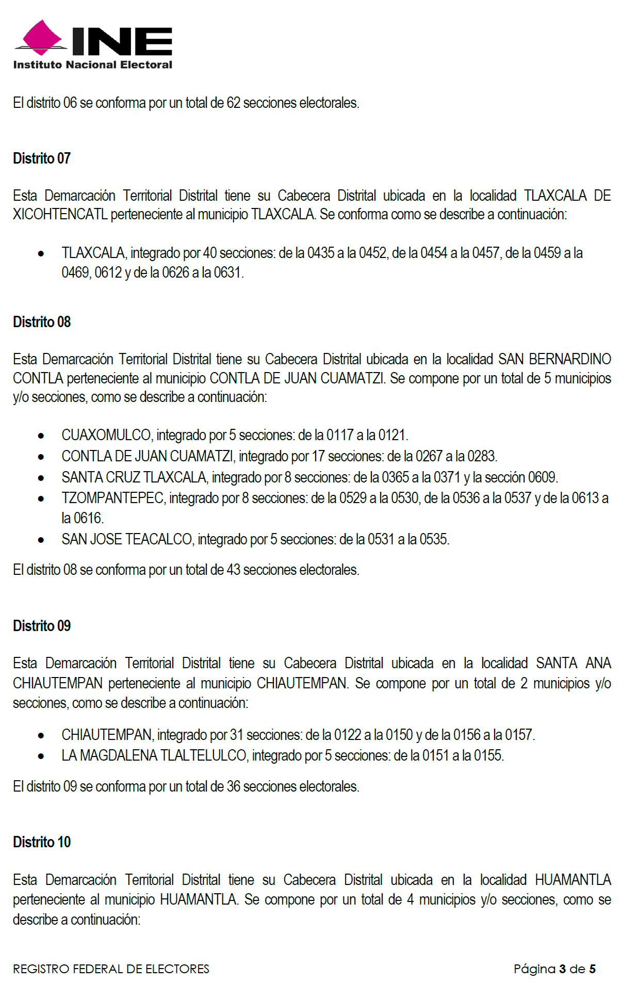 INE
Instituto Nacional Electoral
El distrito 06 se conforma por un total de 62 secciones electorales.
Distrito 07
Esta Demarcación Territorial Distrital tiene su Cabecera Distrital ubicada en la localidad TLAXCALA DE
XICOHTENCATL perteneciente al municipio TLAXCALA. Se conforma como se describe a continuación:
• TLAXCALA, integrado por 40 secciones: de la 0435 a la 0452, de la 0454 a la 0457, de la 0459 a la
0469, 0612 y de la 0626 a la 0631.
Distrito 08
Esta Demarcación Territorial Distrital tiene su Cabecera Distrital ubicada en la localidad SAN BERNARDINO
CONTLA perteneciente al municipio CONTLA DE JUAN CUAMATZI. Se compone por un total de 5 municipios
y/o secciones, como se describe a continuación:
• CUAXOMULCO, integrado por 5 secciones: de la 0117 a la 0121.
• CONTLA DE JUAN CUAMATZI, integrado por 17 secciones: de la 0267 a la 0283.
• SANTA CRUZ TLAXCALA, integrado por 8 secciones: de la 0365 a la 0371 y la sección 0609.
• TZOMPANTEPEC, integrado por 8 secciones: de la 0529 a la 0530, de la 0536 a la 0537 y de la 0613 a
la 0616.
• SAN JOSE TEACALCO, integrado por 5 secciones: de la 0531 a la 0535.
El distrito 08 se conforma por un total de 43 secciones electorales.
Distrito 09
Esta Demarcación Territorial Distrital tiene su Cabecera Distrital ubicada en la localidad SANTA ANA
CHIAUTEMPAN perteneciente al municipio CHIAUTEMPAN. Se compone por un total de 2 municipios y/o
secciones, como se describe a continuación:
• CHIAUTEMPAN, integrado por 31 secciones: de la 0122 a la 0150 y de la 0156 a la 0157.
• LA MAGDALENA TLALTELULCO, integrado por 5 secciones: de la 0151 a la 0155.
El distrito 09 se conforma por un total de 36 secciones electorales.
Distrito 10
Esta Demarcación Territorial Distrital tiene su Cabecera Distrital ubicada en la localidad HUAMANTLA
perteneciente al municipio HUAMANTLA. Se compone por un total de 4 municipios y/o secciones, como se
describe a continuación:
REGISTRO FEDERAL DE ELECTORES Página 3 de 5